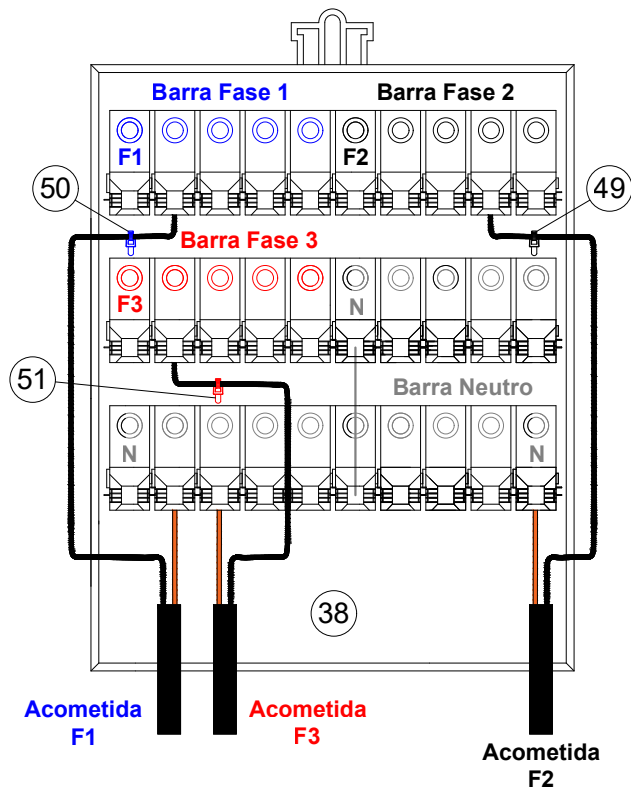 Barra Fase 1
Barra Fase 2
F1
F2
50
49
Barra Fase 3
F3
N
51
Barra Neutro
N
N
38
Acometida
F1
Acometida
F3
Acometida
F2